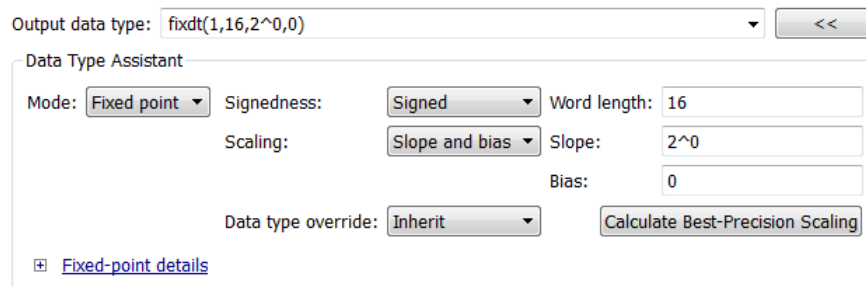 Output data type: fixdt(1,16,2^0,0) <<
Data Type Assistant
Mode: Fixed point Signedness: Signed Word length: 16
Scaling: Slope and bias Slope: 2^0
Bias: 0
Data type override: Inherit Calculate Best-Precision Scaling
Fixed-point details